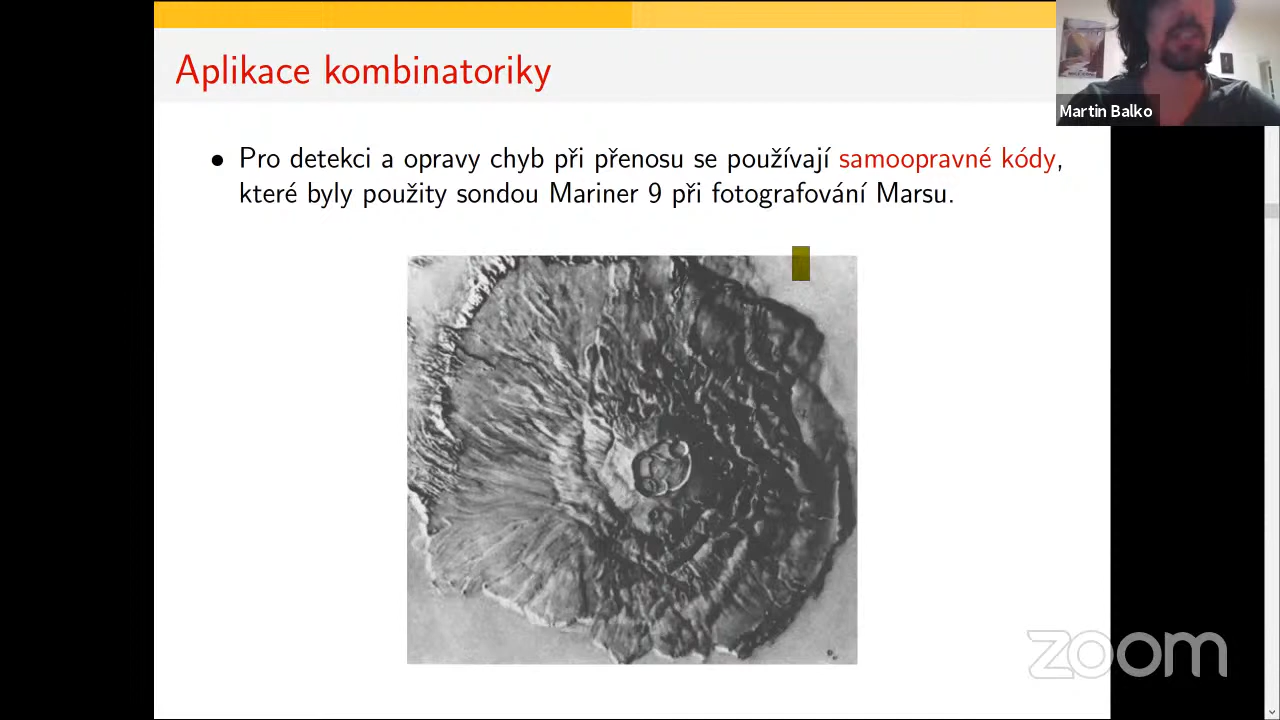 Aplikace kombinatoriky
Martin Balko
• Pro detekci a opravy chyb při přenosu se používají samoopravné kódy,
které byly použity sondou Mariner 9 při fotografování Marsu.
zoom